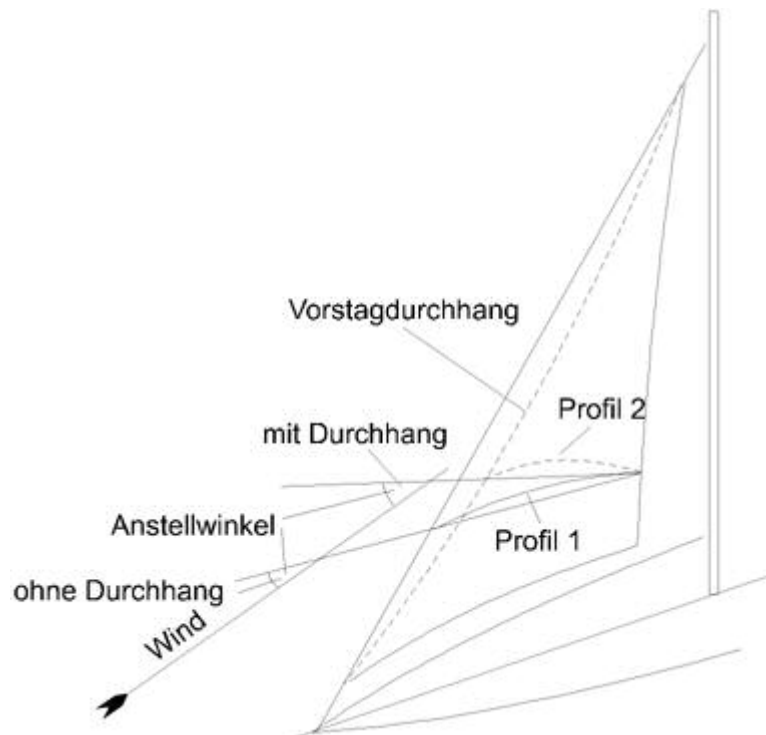 Vorstagdurchhang
Profil 2
mit Durchhang
Anstellwinkel
Profil 1
ohne Durchhang
Wind